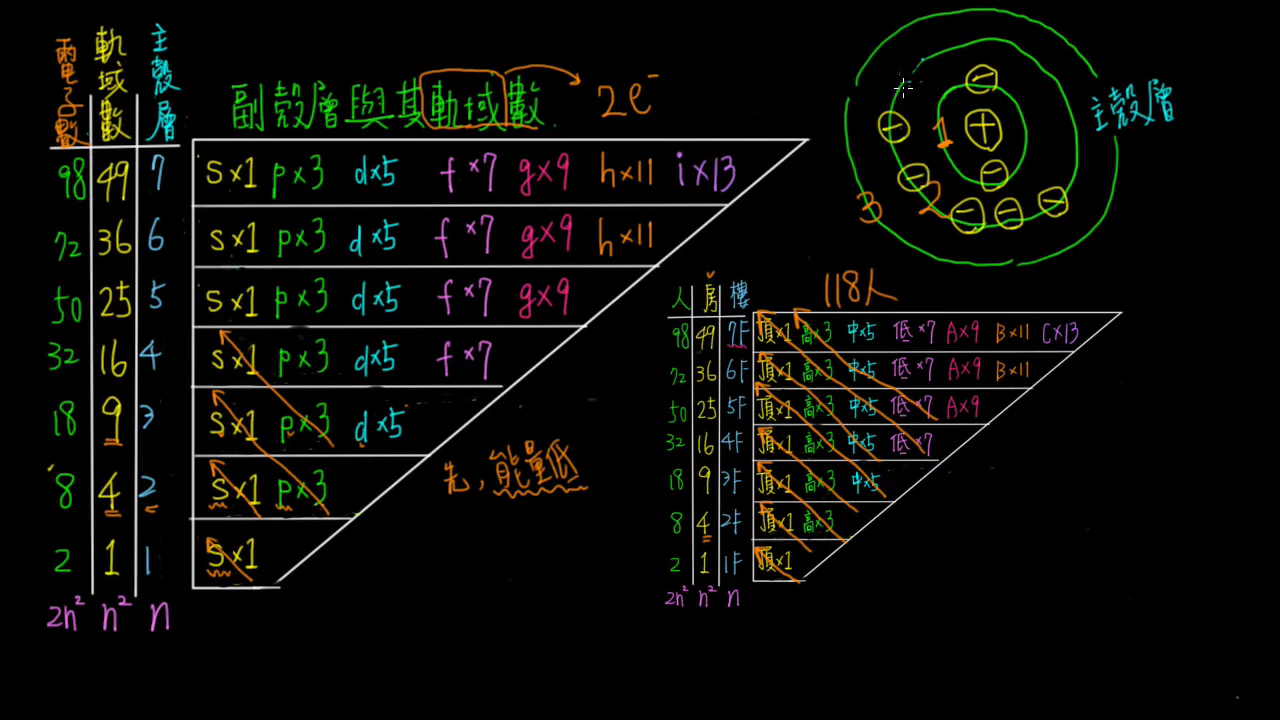 電子數 軌域數 主殼層
副殼層與其軌域數 2e⁻
98 49 7 s×1 p×3 d×5 f×7 g×9 h×11 i×13
72 36 6 s×1 p×3 d×5 f×7 g×9 h×11
50 25 5 s×1 p×3 d×5 f×7 g×9
32 16 4 s×1 p×3 d×5 f×7
18 9 3 s×1 p×3 d×5
8 4 2 s×1 p×3
2 1 1 s×1
2n² n² n
先,能量低
主殼層
+
1
2
3
− − − − − − −
118人
人 房 樓
98 49 7F 頂×1 高×3 中×5 低×7 A×9 B×11 C×13
72 36 6F 頂×1 高×3 中×5 低×7 A×9 B×11
50 25 5F 頂×1 高×3 中×5 低×7 A×9
32 16 4F 頂×1 高×3 中×5 低×7
18 9 3F 頂×1 高×3 中×5
8 4 2F 頂×1 高×3
2 1 1F 頂×1
2n² n² n